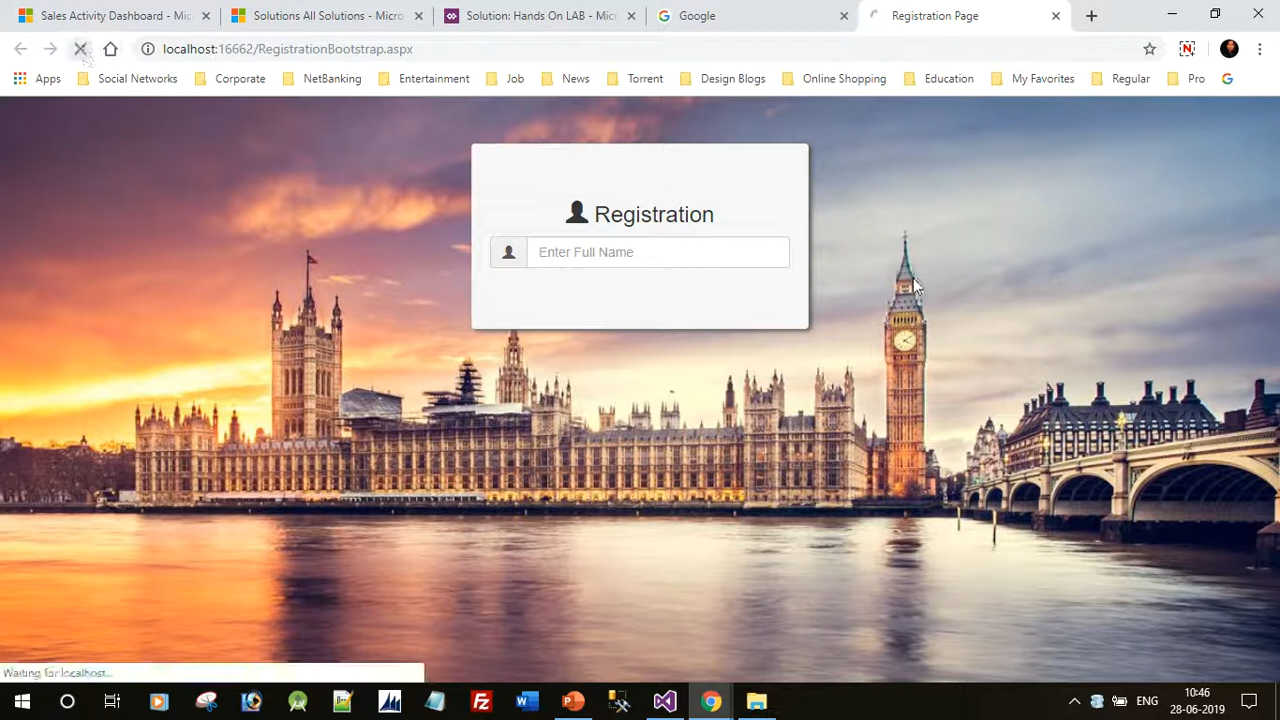 Sales Activity Dashboard - Mic
Solutions All Solutions - Micro
Solution: Hands On LAB - Micr
Google
Registration Page
localhost:16662/RegistrationBootstrap.aspx
Apps
Social Networks
Corporate
NetBanking
Entertainment
Job
News
Torrent
Design Blogs
Online Shopping
Education
My Favorites
Regular
Pro
Registration
Enter Full Name
Waiting for localhost...
ENG
10:46
28-06-2019